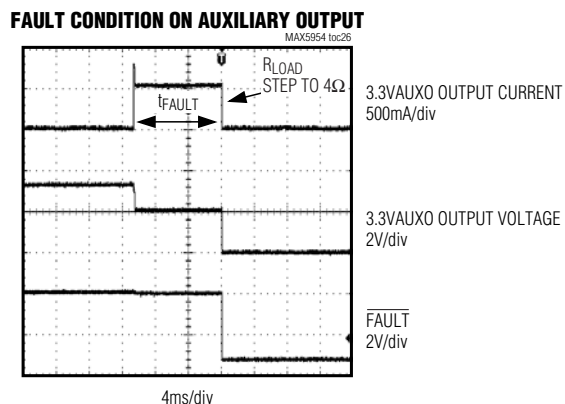 FAULT CONDITION ON AUXILIARY OUTPUT
MAX5954 toc26
RLOAD
STEP TO 4Ω
tFAULT
3.3VAUXO OUTPUT CURRENT
500mA/div
3.3VAUXO OUTPUT VOLTAGE
2V/div
FAULT
2V/div
4ms/div